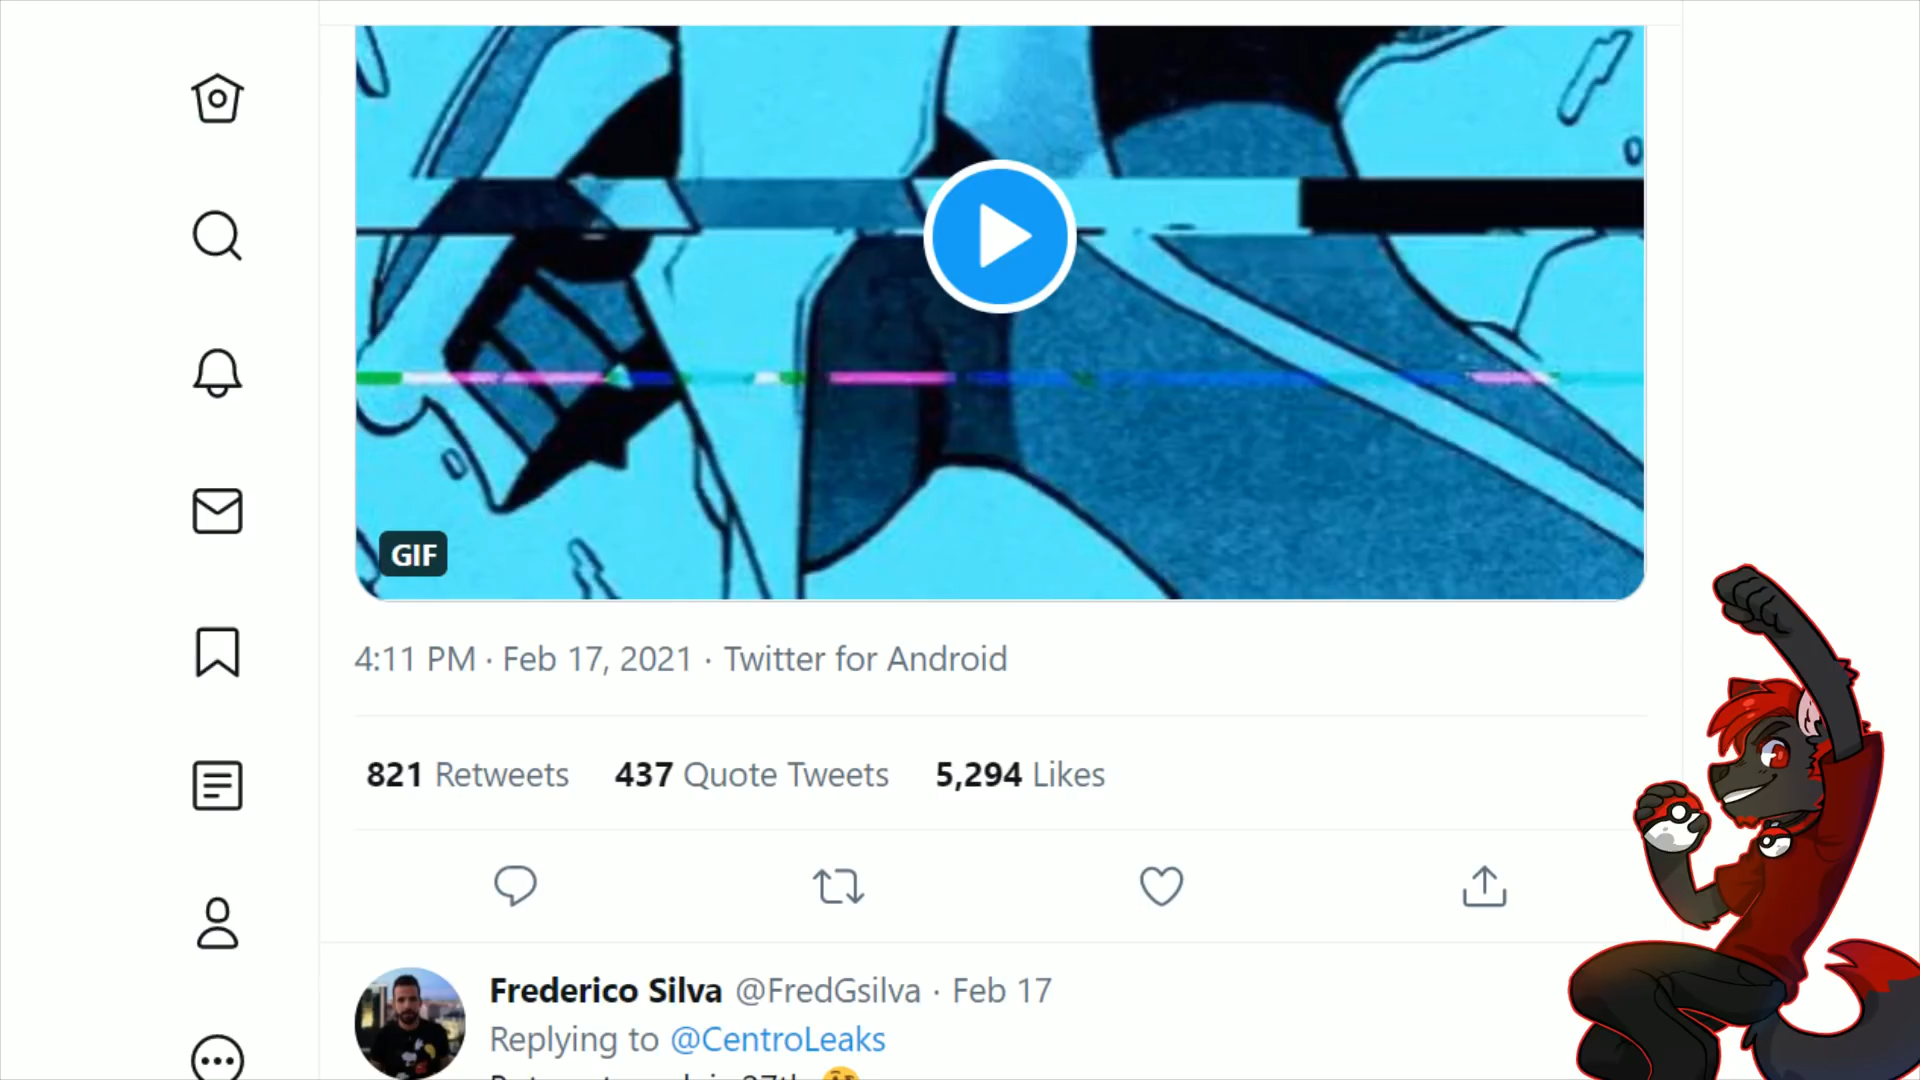 GIF
4:11 PM · Feb 17, 2021 · Twitter for Android
821 Retweets 437 Quote Tweets 5,294 Likes
Frederico Silva @FredGsilva · Feb 17
Replying to @CentroLeaks